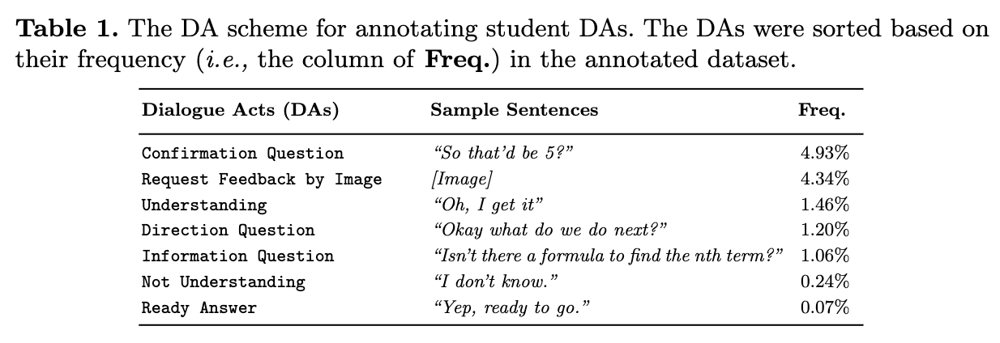 Table 1. The DA scheme for annotating student DAs. The DAs were sorted based on
their frequency (i.e., the column of Freq.) in the annotated dataset.
Dialogue Acts (DAs) Sample Sentences Freq.
Confirmation Question “So that’d be 5?” 4.93%
Request Feedback by Image [Image] 4.34%
Understanding “Oh, I get it” 1.46%
Direction Question “Okay what do we do next?” 1.20%
Information Question “Isn’t there a formula to find the nth term?” 1.06%
Not Understanding “I don’t know.” 0.24%
Ready Answer “Yep, ready to go.” 0.07%